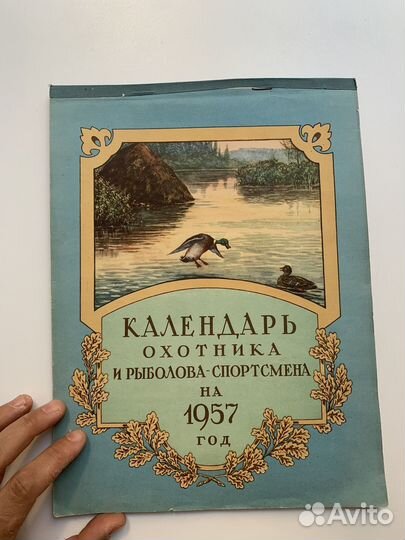 КАЛЕНДАРЬ
ОХОТНИКА
И РЫБОЛОВА-СПОРТСМЕНА
НА
1957
ГОД
Avito